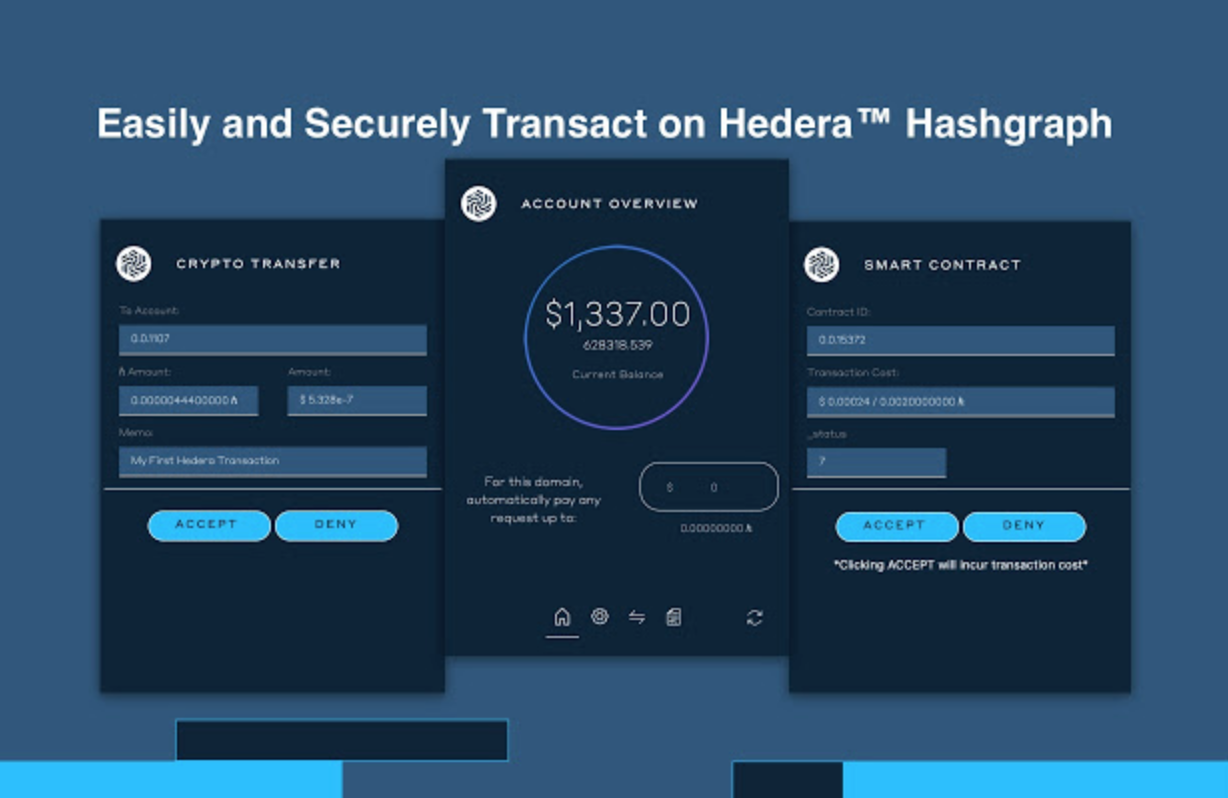 Easily and Securely Transact on Hedera™ Hashgraph
CRYPTO TRANSFER
To Account:
0.0.1107
ℏ Amount:
Amount:
0.0000044400000 ℏ
$ 5.328e-7
Memo:
My First Hedera Transaction
ACCEPT
DENY
ACCOUNT OVERVIEW
$1,337.00
628318.539
Current Balance
For this domain,
automatically pay any
request up to:
$ 0
0.00000000 ℏ
SMART CONTRACT
Contract ID:
0.0.15372
Transaction Cost:
$ 0.00024 / 0.0020000000 ℏ
_status
7
ACCEPT
DENY
*Clicking ACCEPT will incur transaction cost*